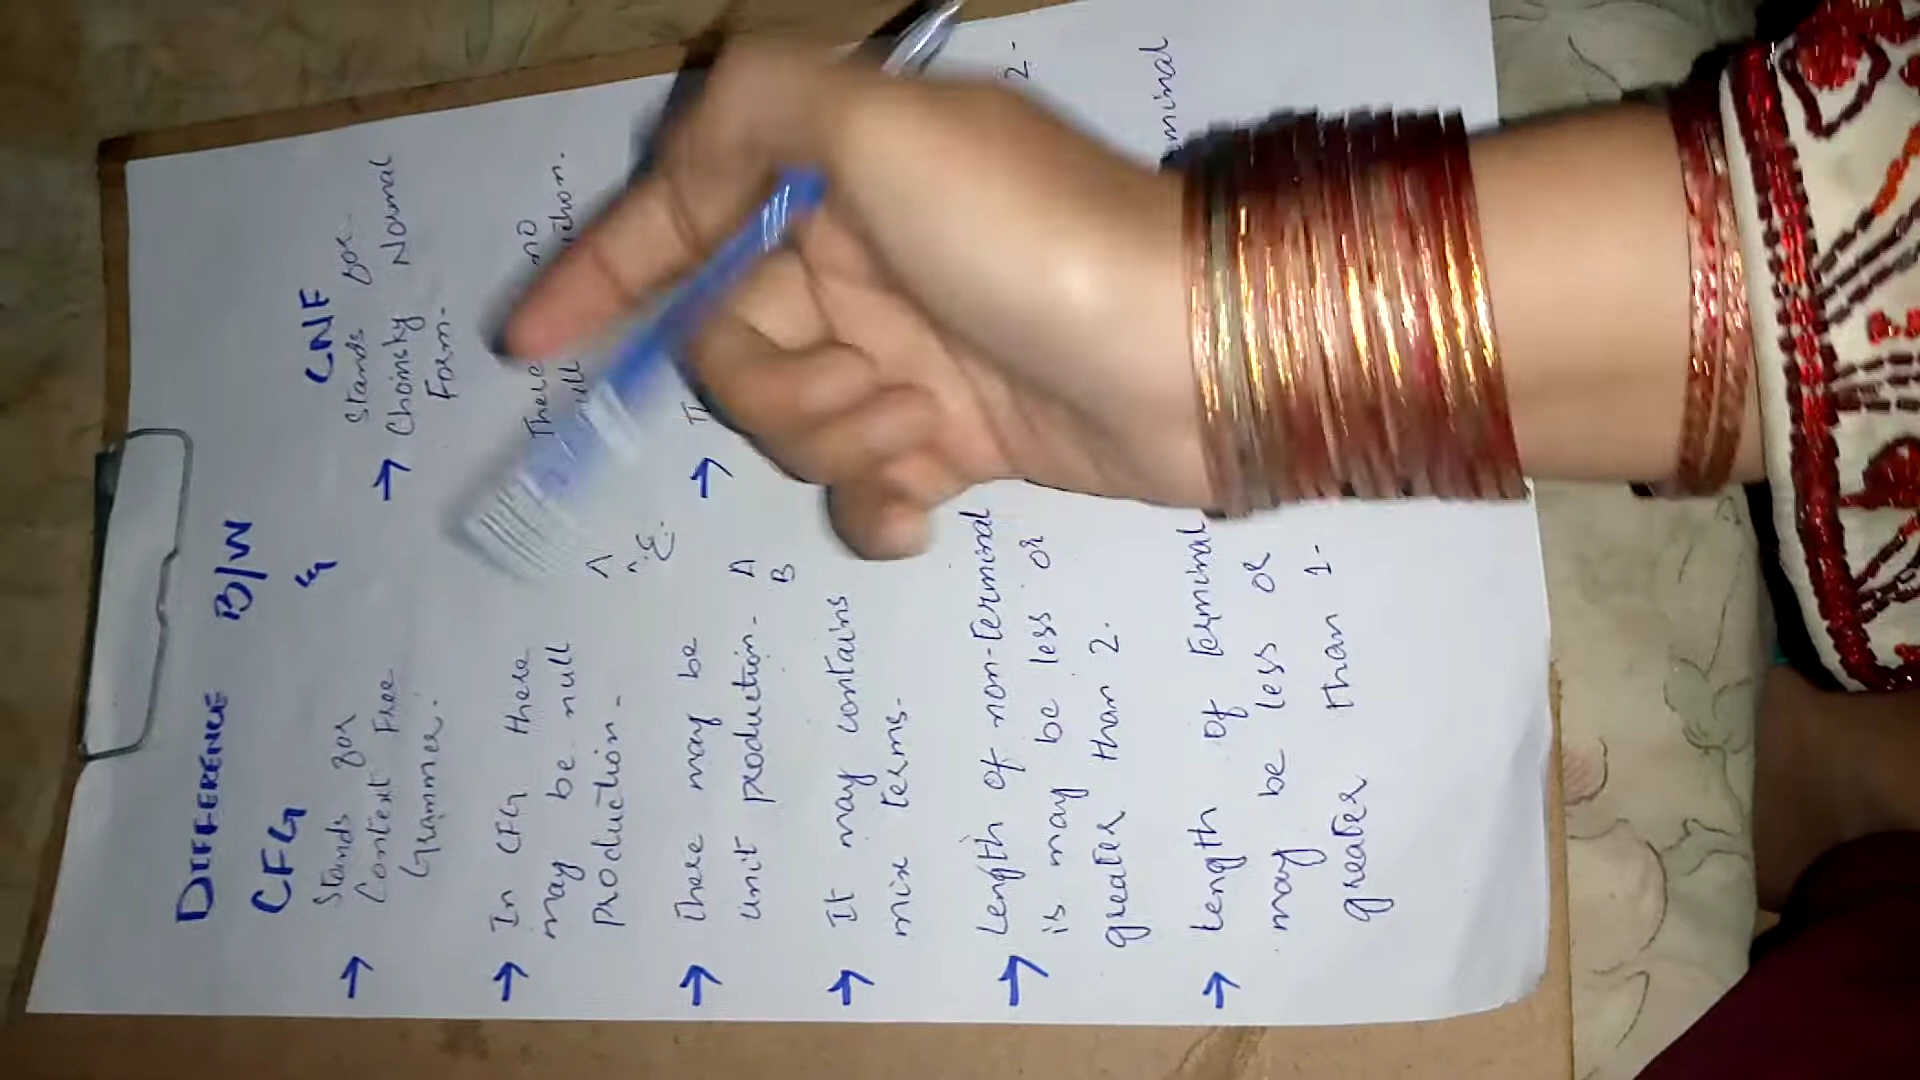 DIFFERENCE B/W
CFG & CNF
Stands for
Context Free
Grammer.
In CFG there
may be null
production.
Λ
ε.
There may be
unit production. A
B
It may contains
mix terms.
Length of non-terminal
is may be less or
greater than 2.
Length of terminal
may be less or
greater than 1.
Stands for
Chomsky Normal
Form.
There no
2.